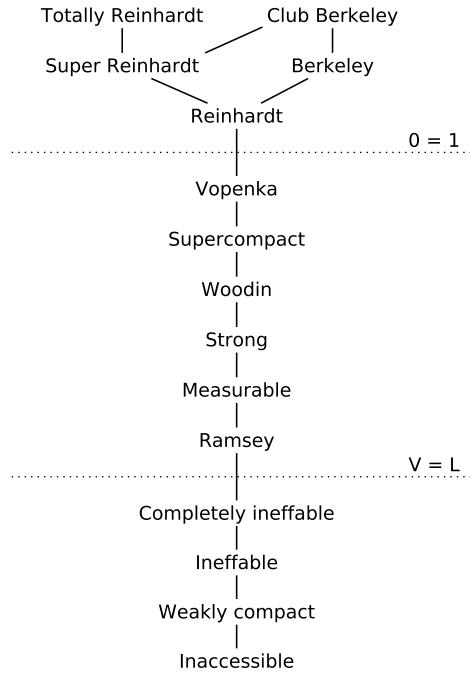 Totally Reinhardt
Club Berkeley
Super Reinhardt
Berkeley
Reinhardt
0 = 1
Vopenka
Supercompact
Woodin
Strong
Measurable
Ramsey
V = L
Completely ineffable
Ineffable
Weakly compact
Inaccessible